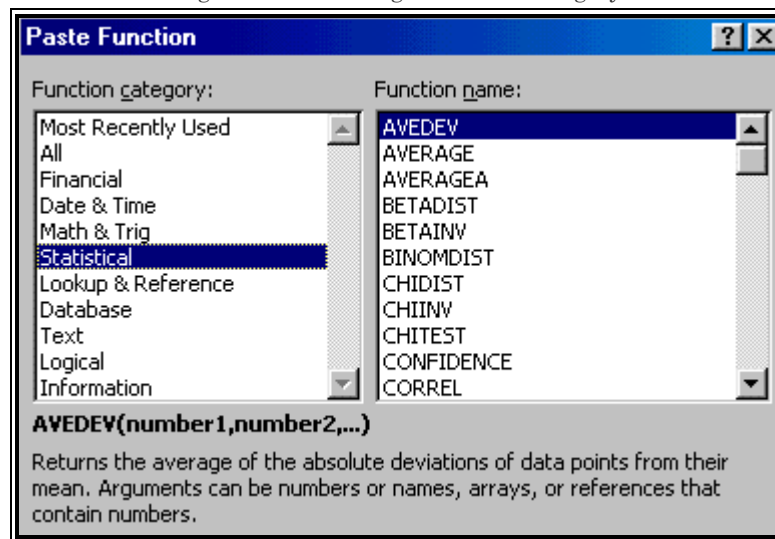 Paste Function
? ×
Function category:
Most Recently Used
All
Financial
Date & Time
Math & Trig
Statistical
Lookup & Reference
Database
Text
Logical
Information
Function name:
AVEDEV
AVERAGE
AVERAGEA
BETADIST
BETAINV
BINOMDIST
CHIDIST
CHIINV
CHITEST
CONFIDENCE
CORREL
AVEDEV(number1,number2,...)
Returns the average of the absolute deviations of data points from their
mean. Arguments can be numbers or names, arrays, or references that
contain numbers.